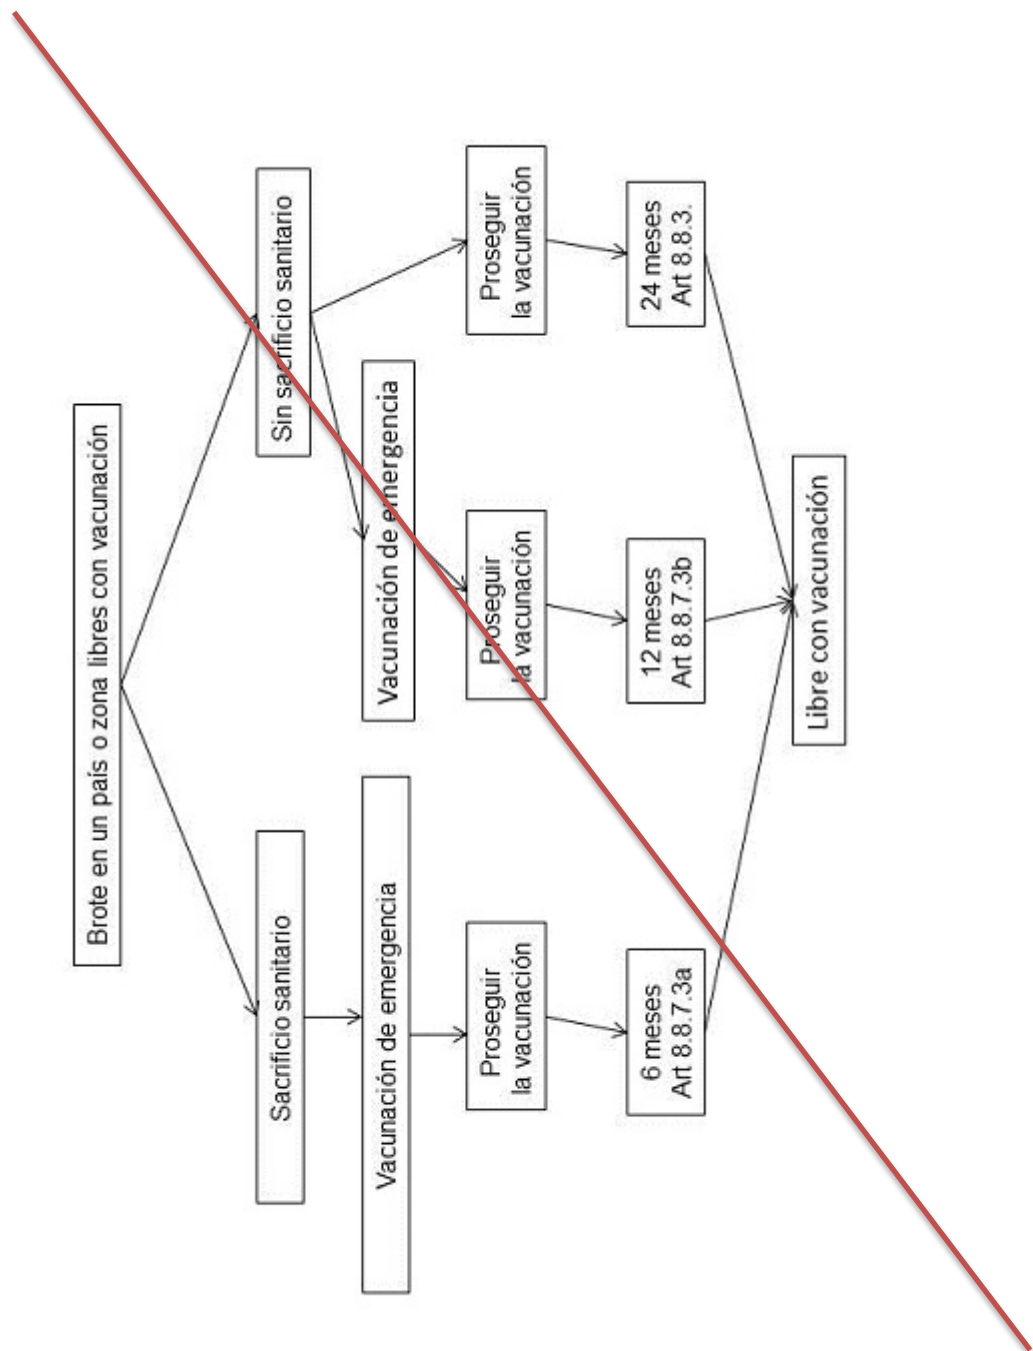 Brote en un país o zona libres con vacunación
Sacrificio sanitario
Sin sacrificio sanitario
Vacunación de emergencia
Vacunación de emergencia
Proseguir
la vacunación
Proseguir
la vacunación
Proseguir
la vacunación
6 meses
Art 8.8.7.3a
12 meses
Art 8.8.7.3b
24 meses
Art 8.8.3.
Libre con vacunación